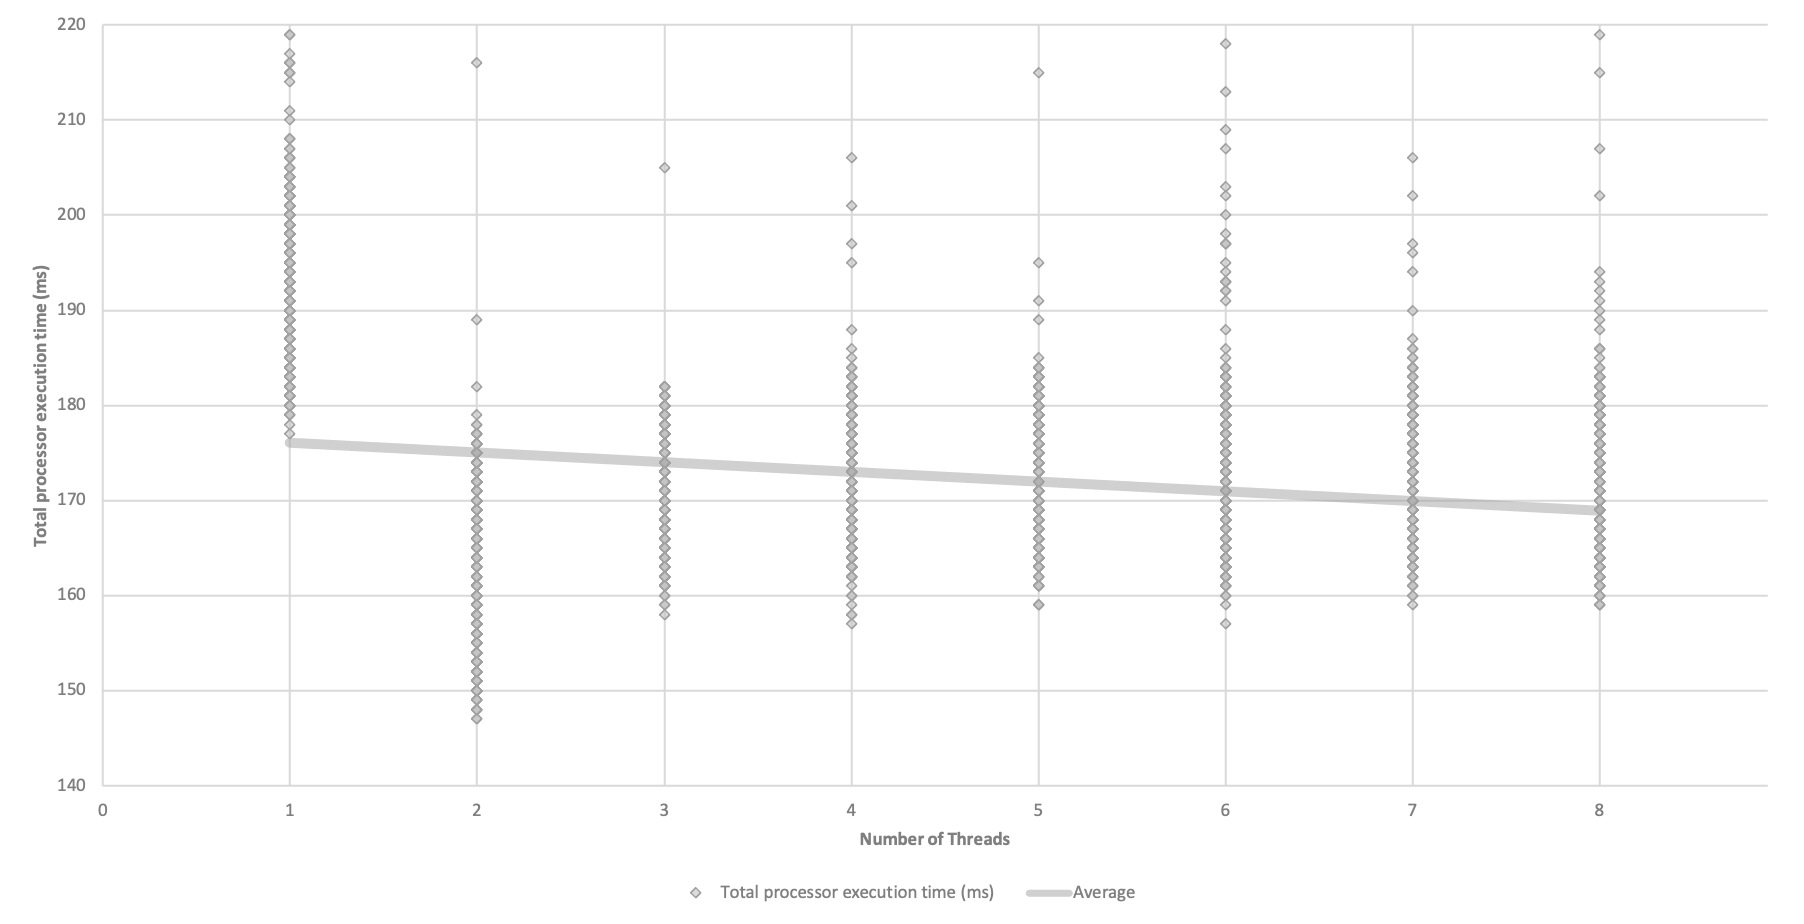 220
210
200
190
180
170
160
150
140
Total processor execution time (ms)
0 1 2 3 4 5 6 7 8
Number of Threads
Total processor execution time (ms) Average